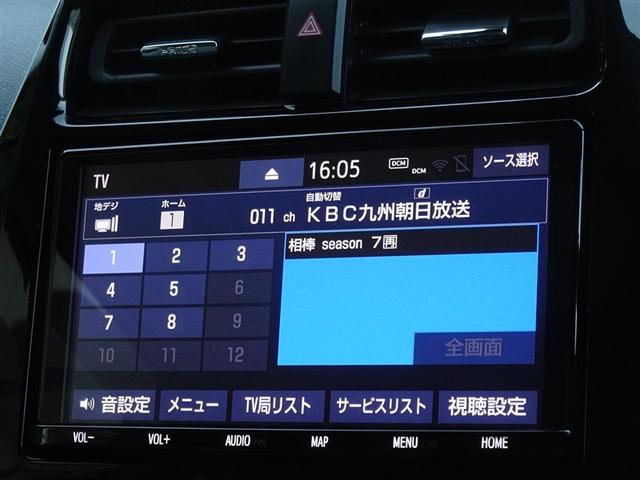 TV
16:05
DCM
DCM
ソース選択
地デジ
ホーム
1
011 ch
自動切替
d
KBC九州朝日放送
1
2
3
相棒 season 7再
4
5
6
7
8
9
10
11
12
全画面
音設定
メニュー
TV局リスト
サービスリスト
視聴設定
VOL-
VOL+
AUDIO
MAP
MENU
HOME